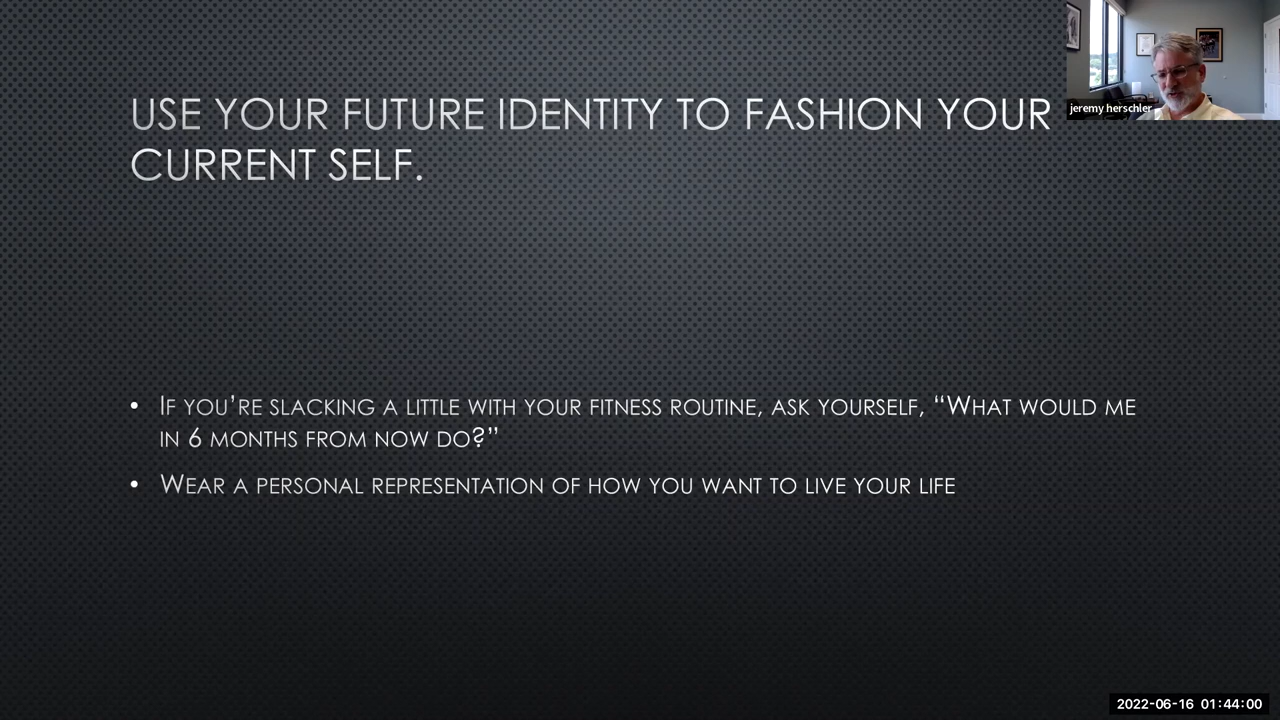 USE YOUR FUTURE IDENTITY TO FASHION YOUR
CURRENT SELF.
jeremy herschler
• IF YOU’RE SLACKING A LITTLE WITH YOUR FITNESS ROUTINE, ASK YOURSELF, “WHAT WOULD ME
IN 6 MONTHS FROM NOW DO?”
• WEAR A PERSONAL REPRESENTATION OF HOW YOU WANT TO LIVE YOUR LIFE
2022-06-16 01:44:00